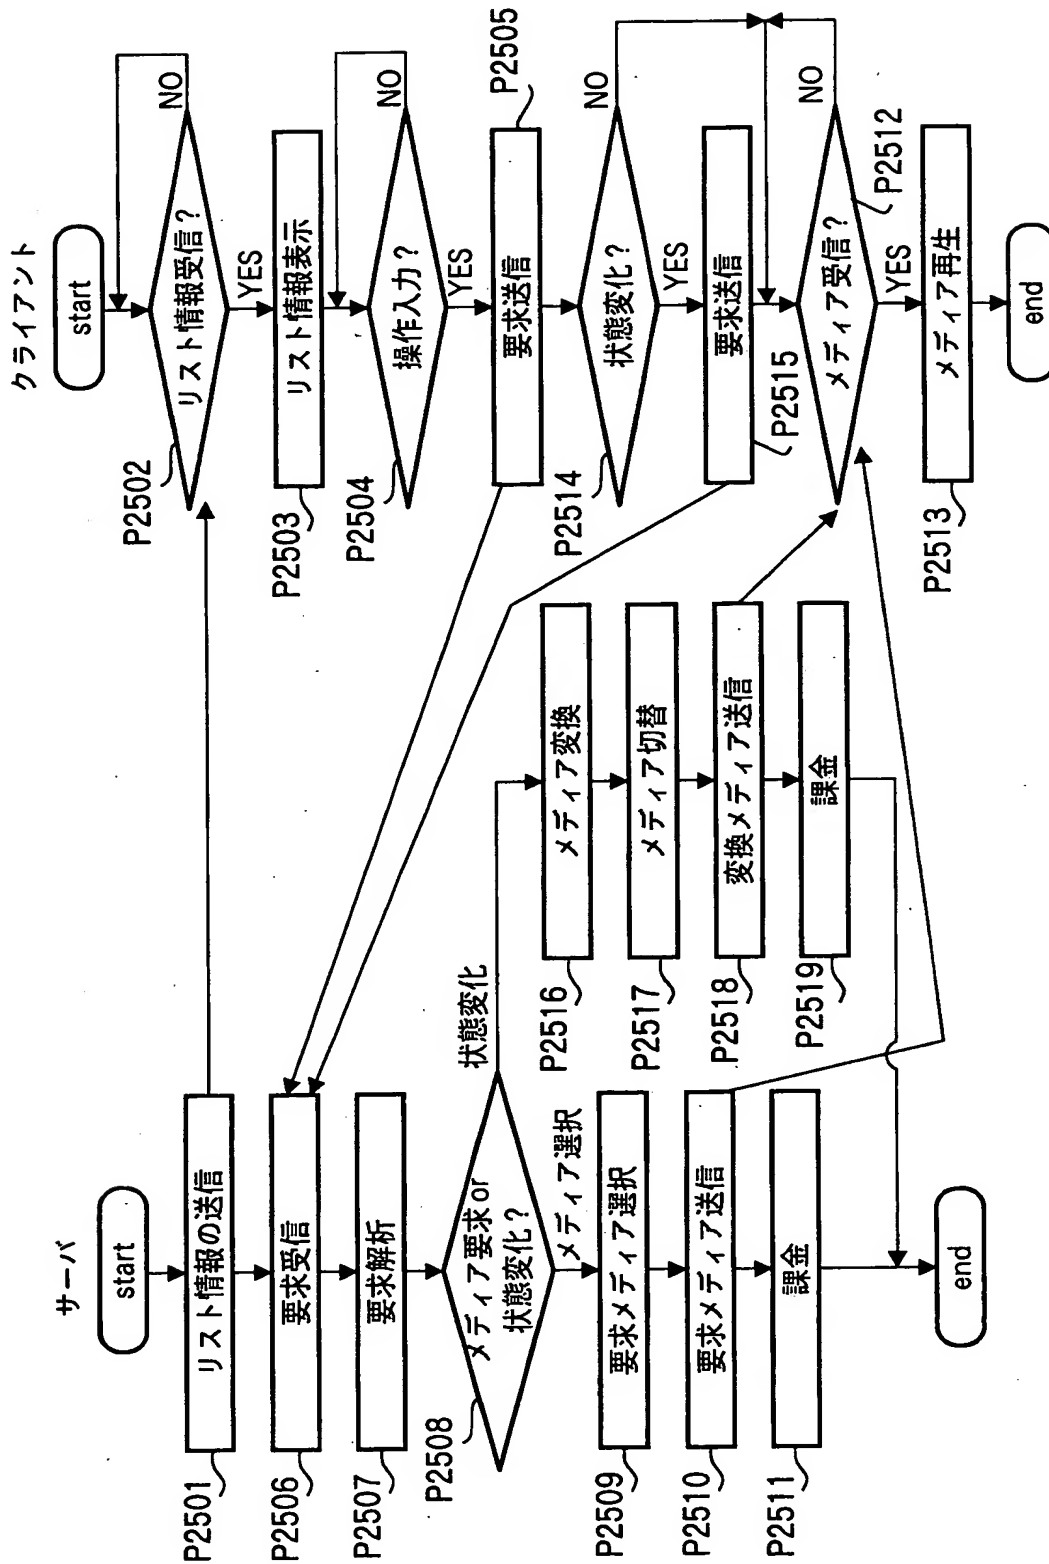 サーバ
start
リスト情報の送信
P2501
要求受信
P2506
要求解析
P2507
メディア要求or
状態変化?
P2508
状態変化
メディア選択
要求メディア選択
P2509
要求メディア送信
P2510
課金
P2511
end
メディア変換
P2516
メディア切替
P2517
変換メディア送信
P2518
課金
P2519
クライアント
start
リスト情報受信?
P2502
NO
YES
リスト情報表示
P2503
操作入力?
P2504
NO
YES
要求送信
P2505
状態変化?
P2514
NO
YES
要求送信
P2515
メディア受信?
P2512
NO
YES
メディア再生
P2513
end